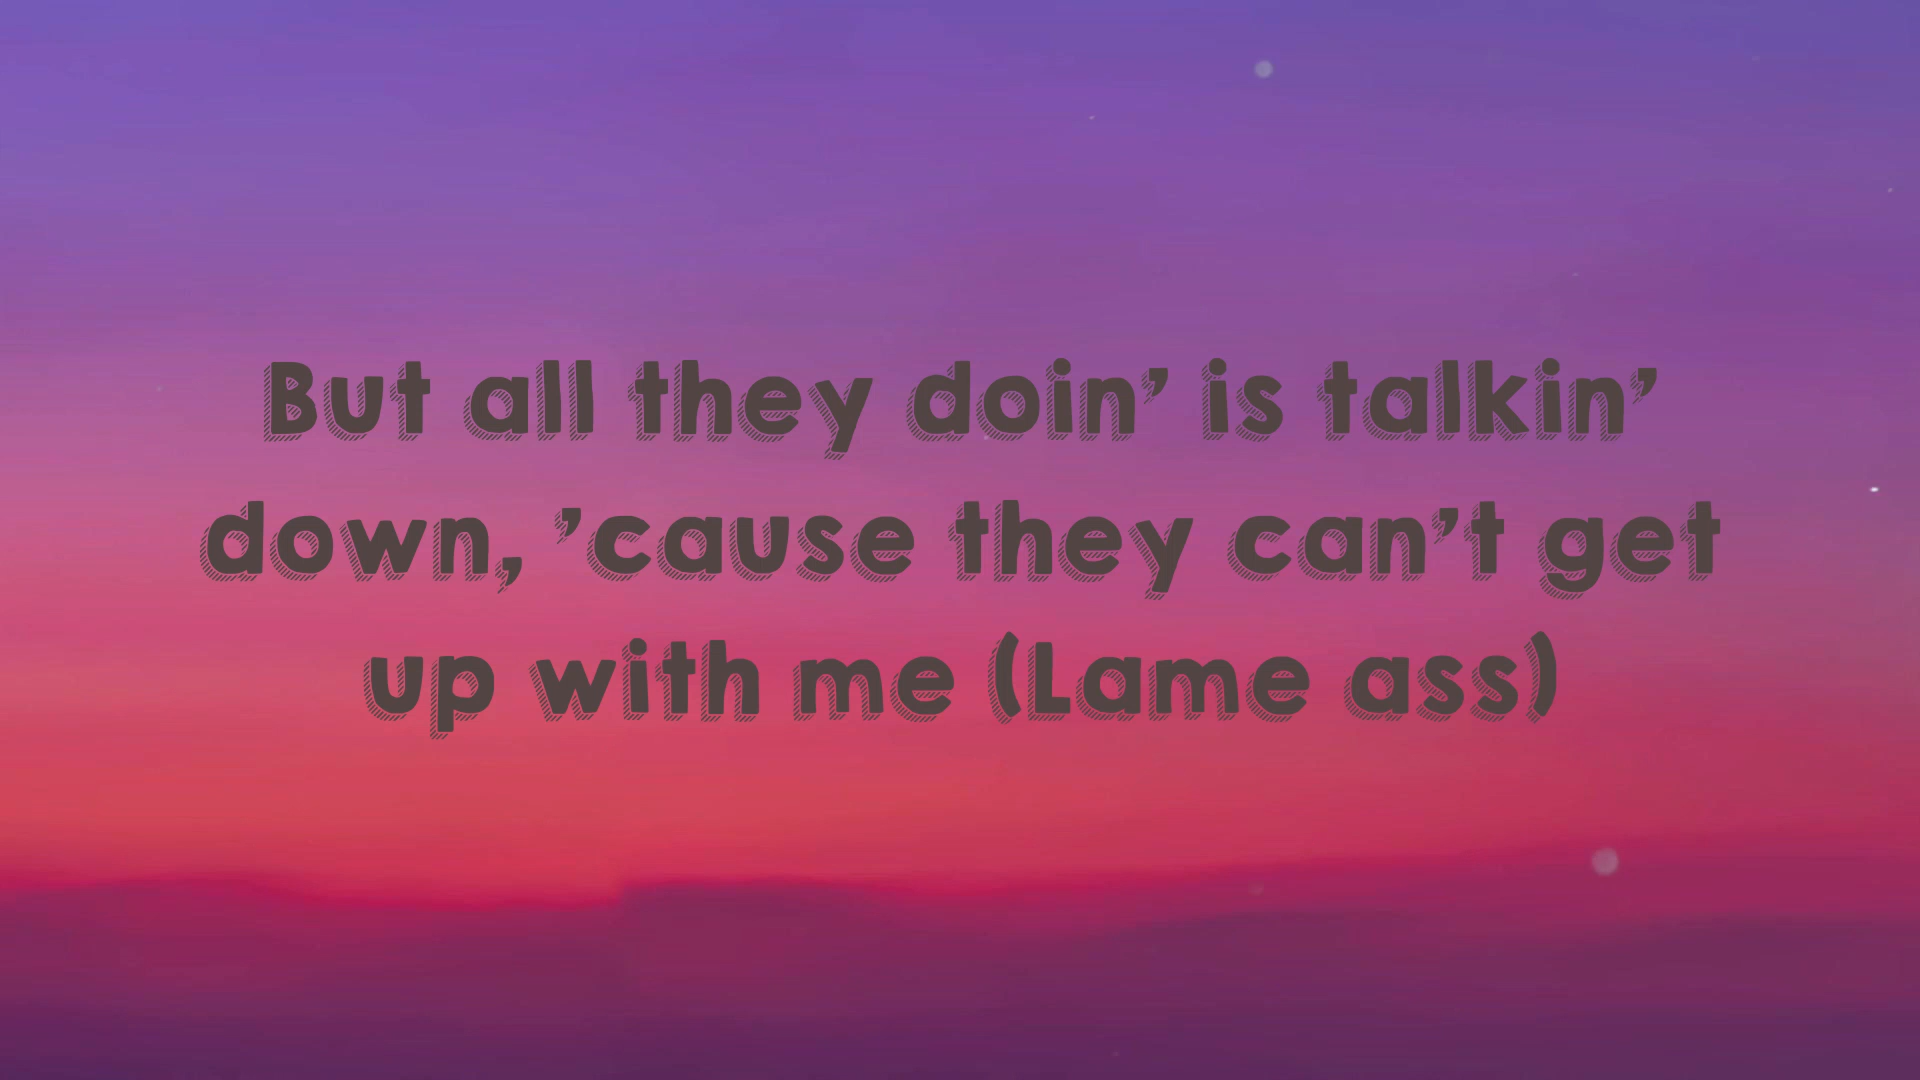 But all they doin’ is talkin’
down, ’cause they can’t get
up with me (Lame ass)